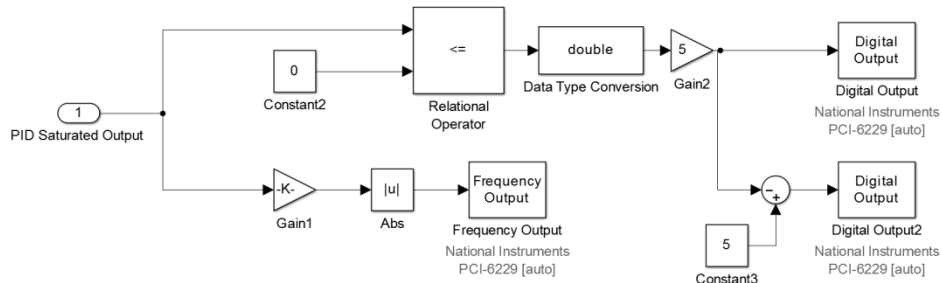 <=
Relational
Operator
0
Constant2
double
Data Type Conversion
5
Gain2
Digital
Output
Digital Output
National Instruments
PCI-6229 [auto]
1
PID Saturated Output
-K-
Gain1
|u|
Abs
Frequency
Output
Frequency Output
National Instruments
PCI-6229 [auto]
−
+
5
Constant3
Digital
Output
Digital Output2
National Instruments
PCI-6229 [auto]